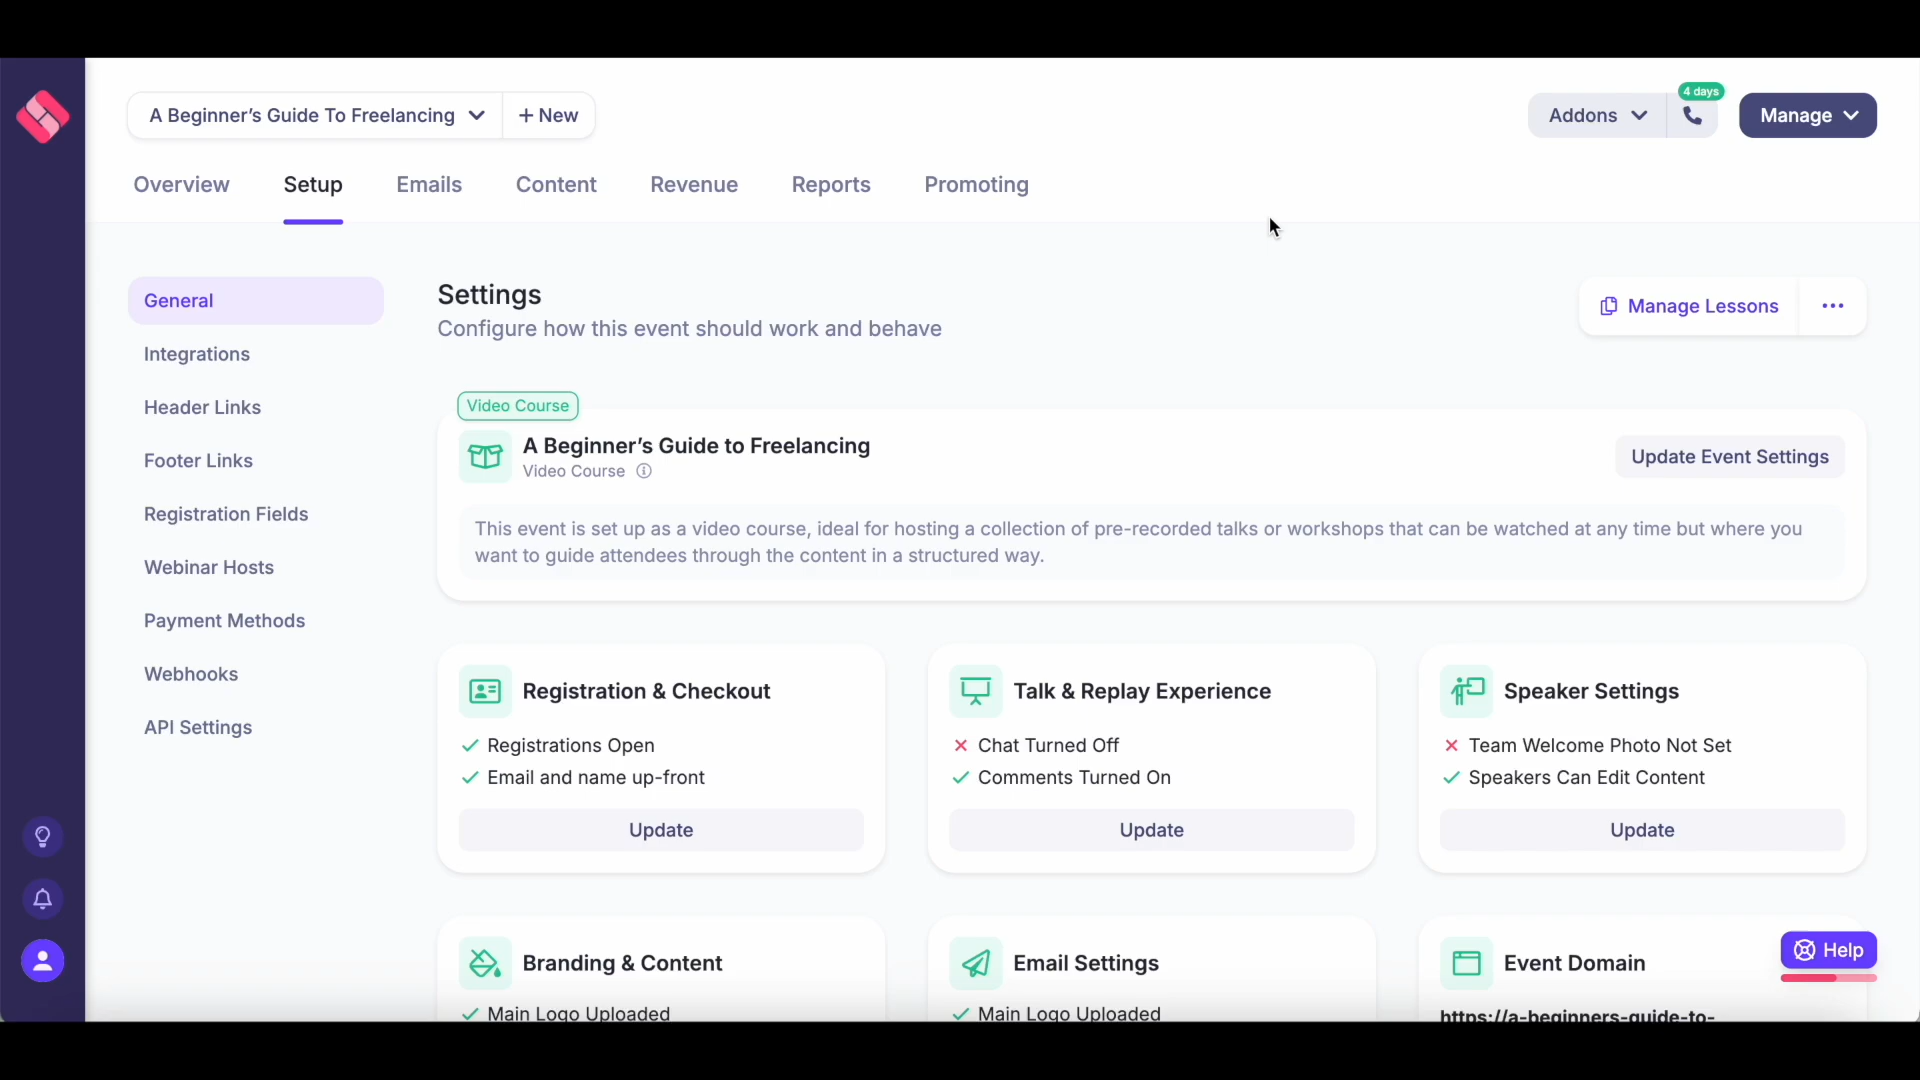 4 days
A Beginner's Guide To Freelancing
+ New
Addons
Manage
Overview
Setup
Emails
Content
Revenue
Reports
Promoting
General
Integrations
Header Links
Footer Links
Registration Fields
Webinar Hosts
Payment Methods
Webhooks
API Settings
Settings
Configure how this event should work and behave
Manage Lessons
Video Course
A Beginner's Guide to Freelancing
Video Course
Update Event Settings
This event is set up as a video course, ideal for hosting a collection of pre-recorded talks or workshops that can be watched at any time but where you
want to guide attendees through the content in a structured way.
Registration & Checkout
Registrations Open
Email and name up-front
Update
Talk & Replay Experience
Chat Turned Off
Comments Turned On
Update
Speaker Settings
Team Welcome Photo Not Set
Speakers Can Edit Content
Update
Branding & Content
Main Logo Uploaded
Email Settings
Main Logo Uploaded
Event Domain
https://a-beginners-guide-to-
Help